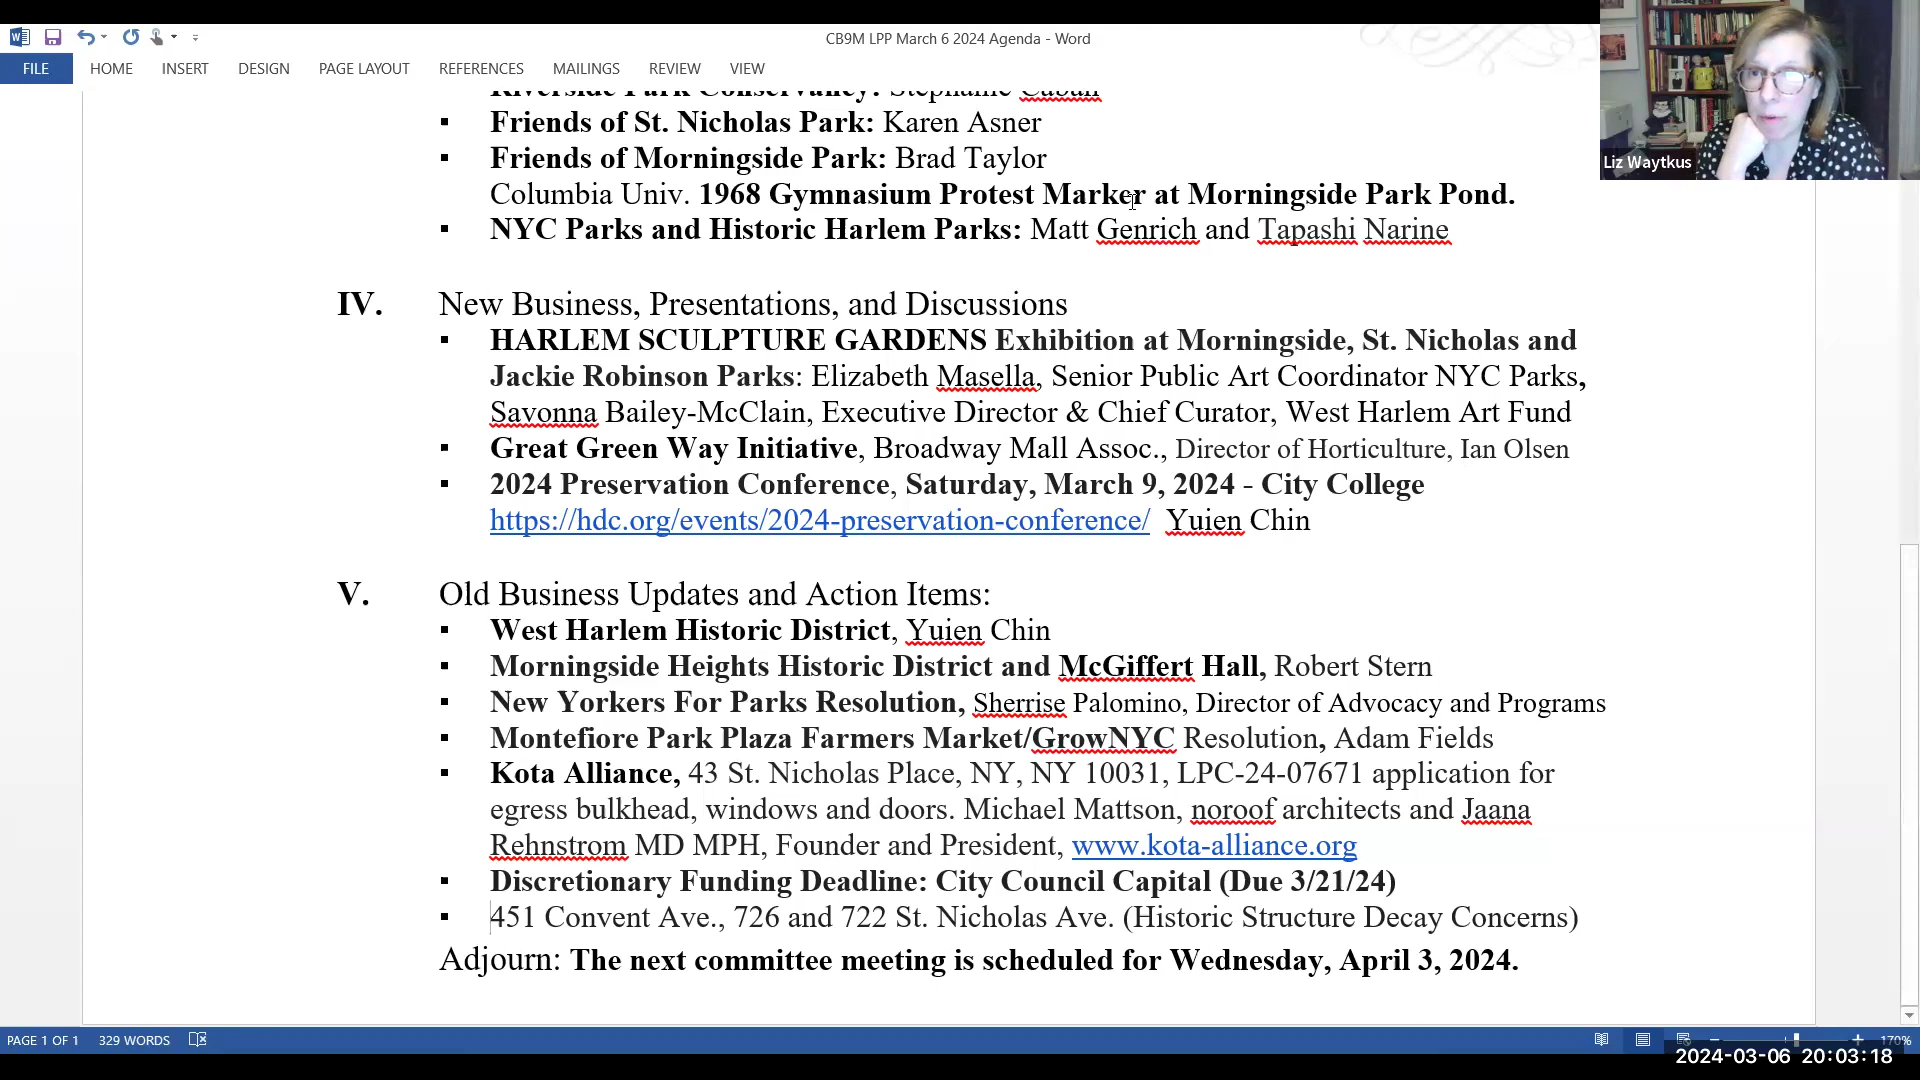 CB9M LPP March 6 2024 Agenda - Word
FILE HOME INSERT DESIGN PAGE LAYOUT REFERENCES MAILINGS REVIEW VIEW
Riverside Park Conservancy: Stephanie Caban
▪ Friends of St. Nicholas Park: Karen Asner
▪ Friends of Morningside Park: Brad Taylor
Columbia Univ. 1968 Gymnasium Protest Marker at Morningside Park Pond.
▪ NYC Parks and Historic Harlem Parks: Matt Genrich and Tapashi Narine
IV. New Business, Presentations, and Discussions
▪ HARLEM SCULPTURE GARDENS Exhibition at Morningside, St. Nicholas and
Jackie Robinson Parks: Elizabeth Masella, Senior Public Art Coordinator NYC Parks,
Savonna Bailey-McClain, Executive Director & Chief Curator, West Harlem Art Fund
▪ Great Green Way Initiative, Broadway Mall Assoc., Director of Horticulture, Ian Olsen
▪ 2024 Preservation Conference, Saturday, March 9, 2024 - City College
https://hdc.org/events/2024-preservation-conference/ Yuien Chin
V. Old Business Updates and Action Items:
▪ West Harlem Historic District, Yuien Chin
▪ Morningside Heights Historic District and McGiffert Hall, Robert Stern
▪ New Yorkers For Parks Resolution, Sherrise Palomino, Director of Advocacy and Programs
▪ Montefiore Park Plaza Farmers Market/GrowNYC Resolution, Adam Fields
▪ Kota Alliance, 43 St. Nicholas Place, NY, NY 10031, LPC-24-07671 application for
egress bulkhead, windows and doors. Michael Mattson, noroof architects and Jaana
Rehnstrom MD MPH, Founder and President, www.kota-alliance.org
▪ Discretionary Funding Deadline: City Council Capital (Due 3/21/24)
▪ 451 Convent Ave., 726 and 722 St. Nicholas Ave. (Historic Structure Decay Concerns)
Adjourn: The next committee meeting is scheduled for Wednesday, April 3, 2024.
Liz Waytkus
PAGE 1 OF 1 329 WORDS 170%
2024-03-06 20:03:18